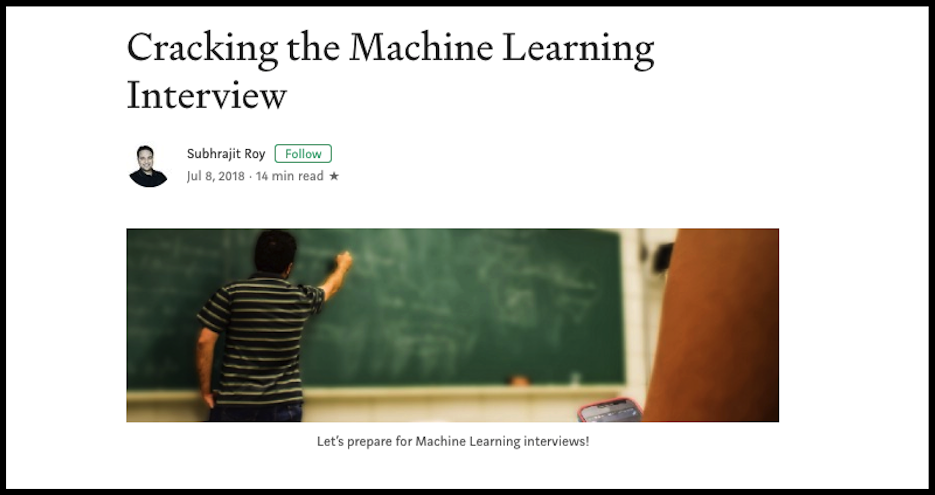 Cracking the Machine Learning
Interview
Subhrajit Roy Follow
Jul 8, 2018 · 14 min read ★
Let's prepare for Machine Learning interviews!